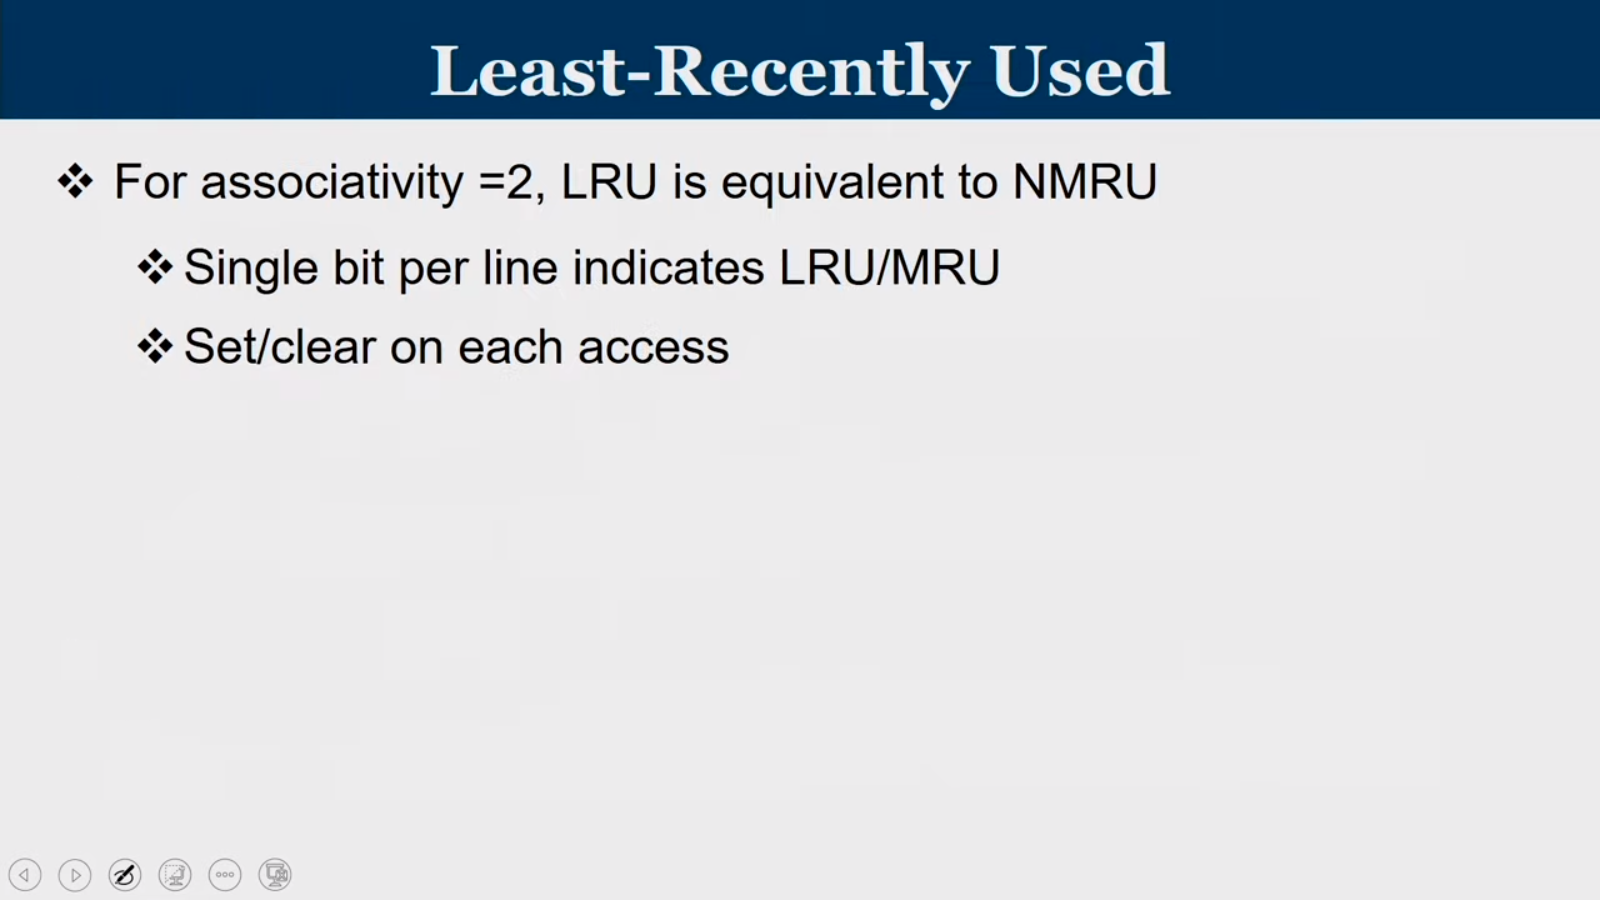 Least-Recently Used
❖ For associativity =2, LRU is equivalent to NMRU
❖ Single bit per line indicates LRU/MRU
❖ Set/clear on each access